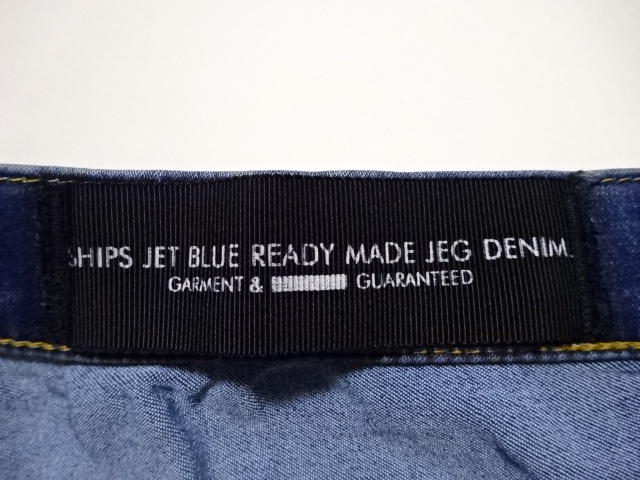 SHIPS JET BLUE READY MADE JEG DENIM.
GARMENT & GUARANTEED